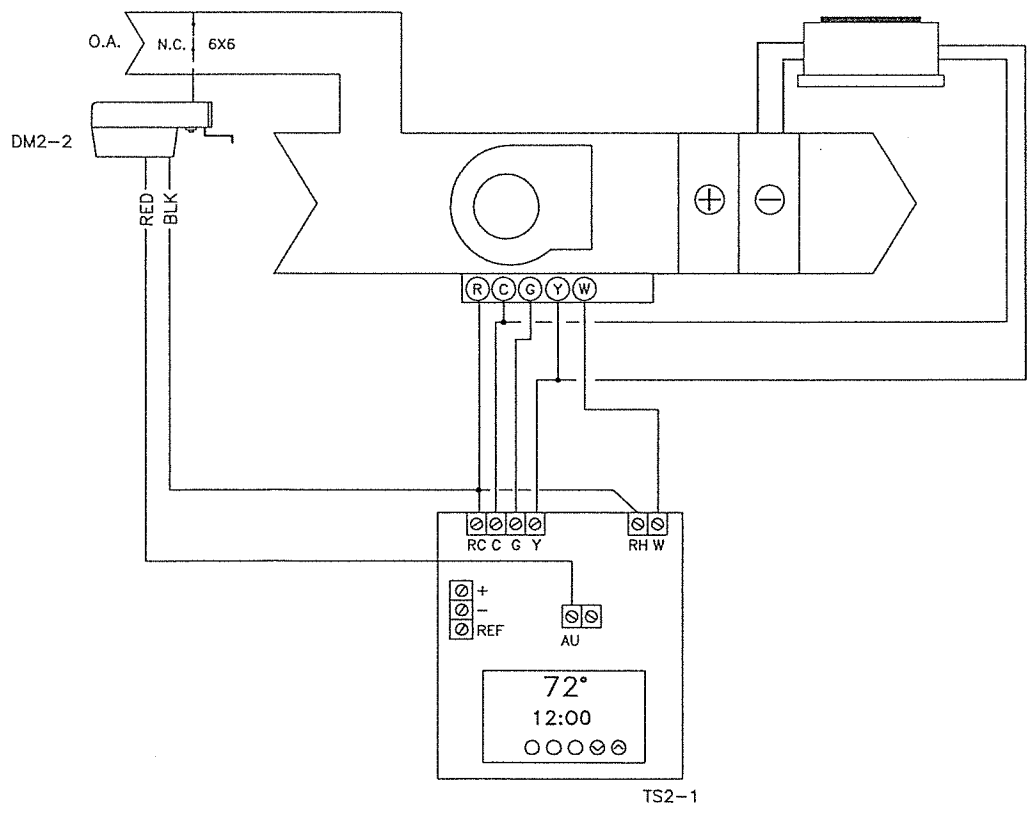 O.A.
N.C.
6X6
DM2-2
RED
BLK
R C G Y W
RC C G Y
RH W
+
-
REF
AU
72°
12:00
TS2-1